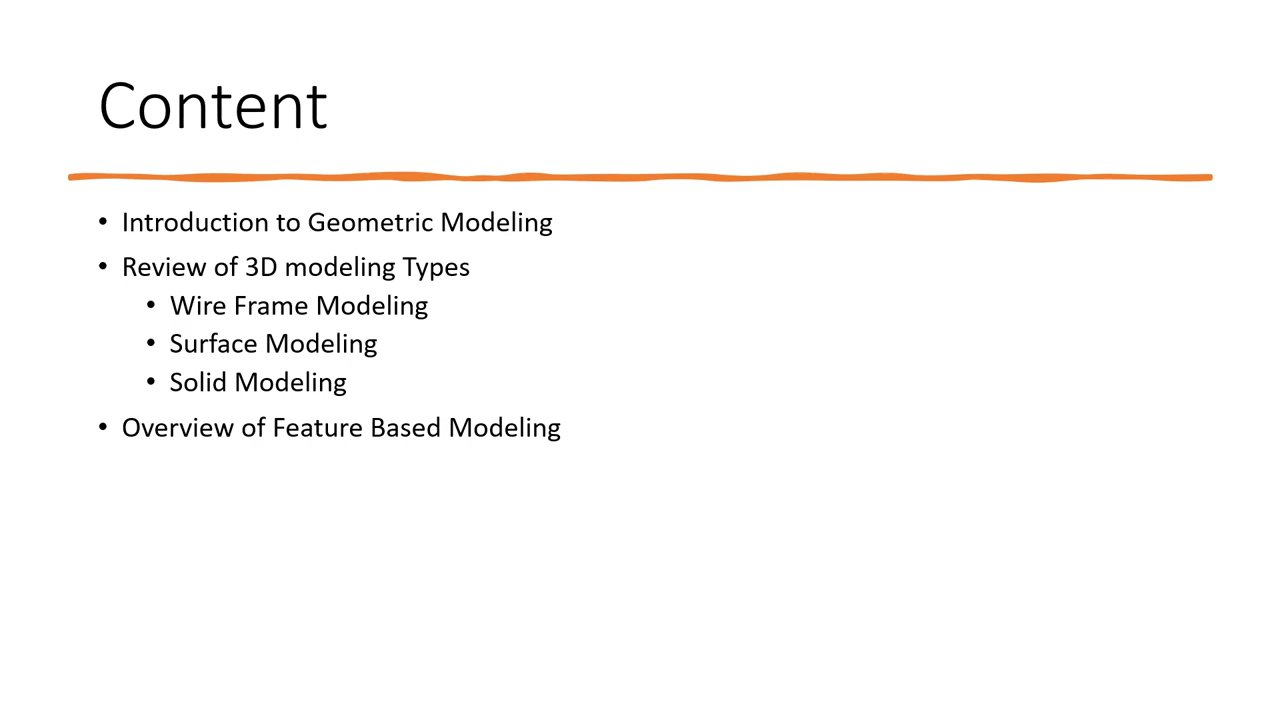 Content
• Introduction to Geometric Modeling
• Review of 3D modeling Types
• Wire Frame Modeling
• Surface Modeling
• Solid Modeling
• Overview of Feature Based Modeling